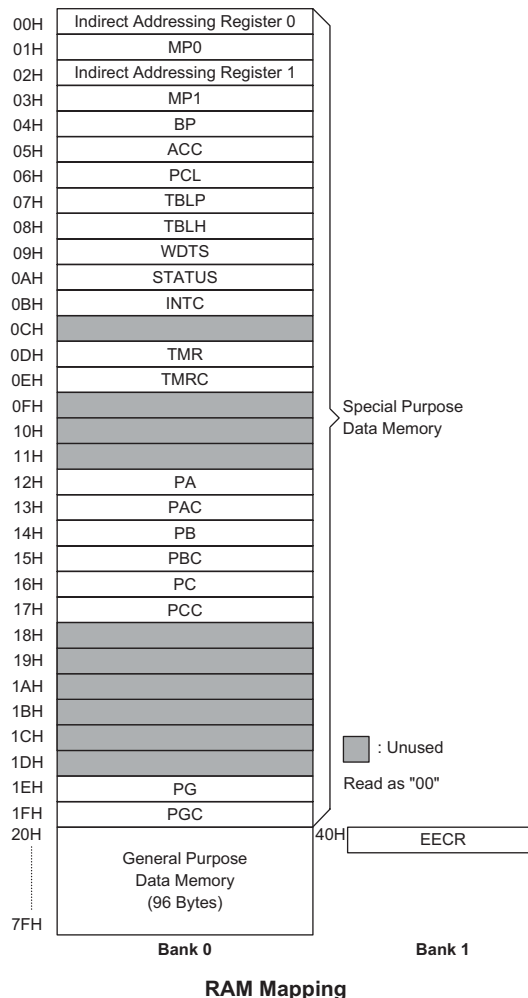 00H Indirect Addressing Register 0
01H MP0
02H Indirect Addressing Register 1
03H MP1
04H BP
05H ACC
06H PCL
07H TBLP
08H TBLH
09H WDTS
0AH STATUS
0BH INTC
0CH
0DH TMR
0EH TMRC
0FH
10H
11H
Special Purpose
Data Memory
12H PA
13H PAC
14H PB
15H PBC
16H PC
17H PCC
18H
19H
1AH
1BH
1CH
1DH
: Unused
Read as "00"
1EH PG
1FH PGC
20H
General Purpose
Data Memory
(96 Bytes)
7FH
40H EECR
Bank 0
Bank 1
RAM Mapping